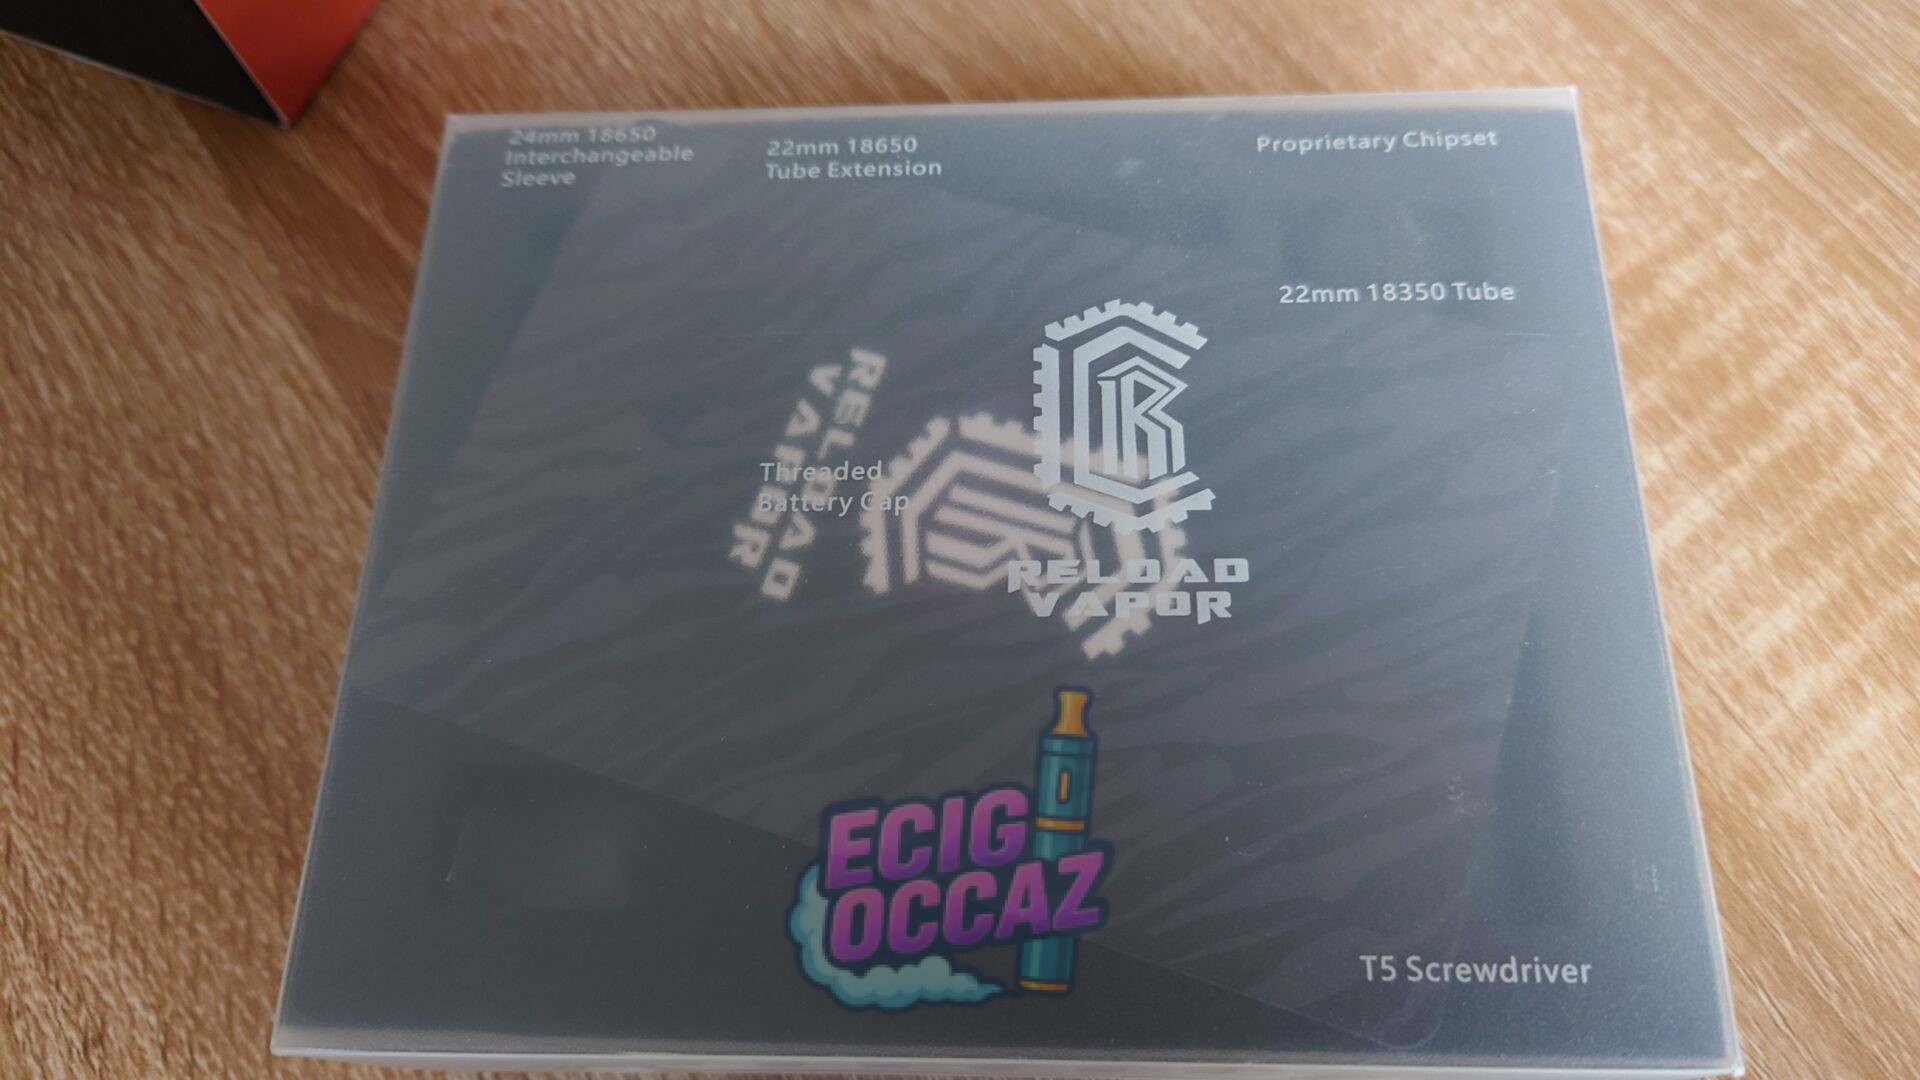 24mm 18650
Interchangeable
Sleeve
22mm 18650
Tube Extension
Proprietary Chipset
22mm 18350 Tube
RELOAD
VAPOR
Threaded
Battery Cap
RELOAD
VAPOR
ECIG
OCCAZ
T5 Screwdriver